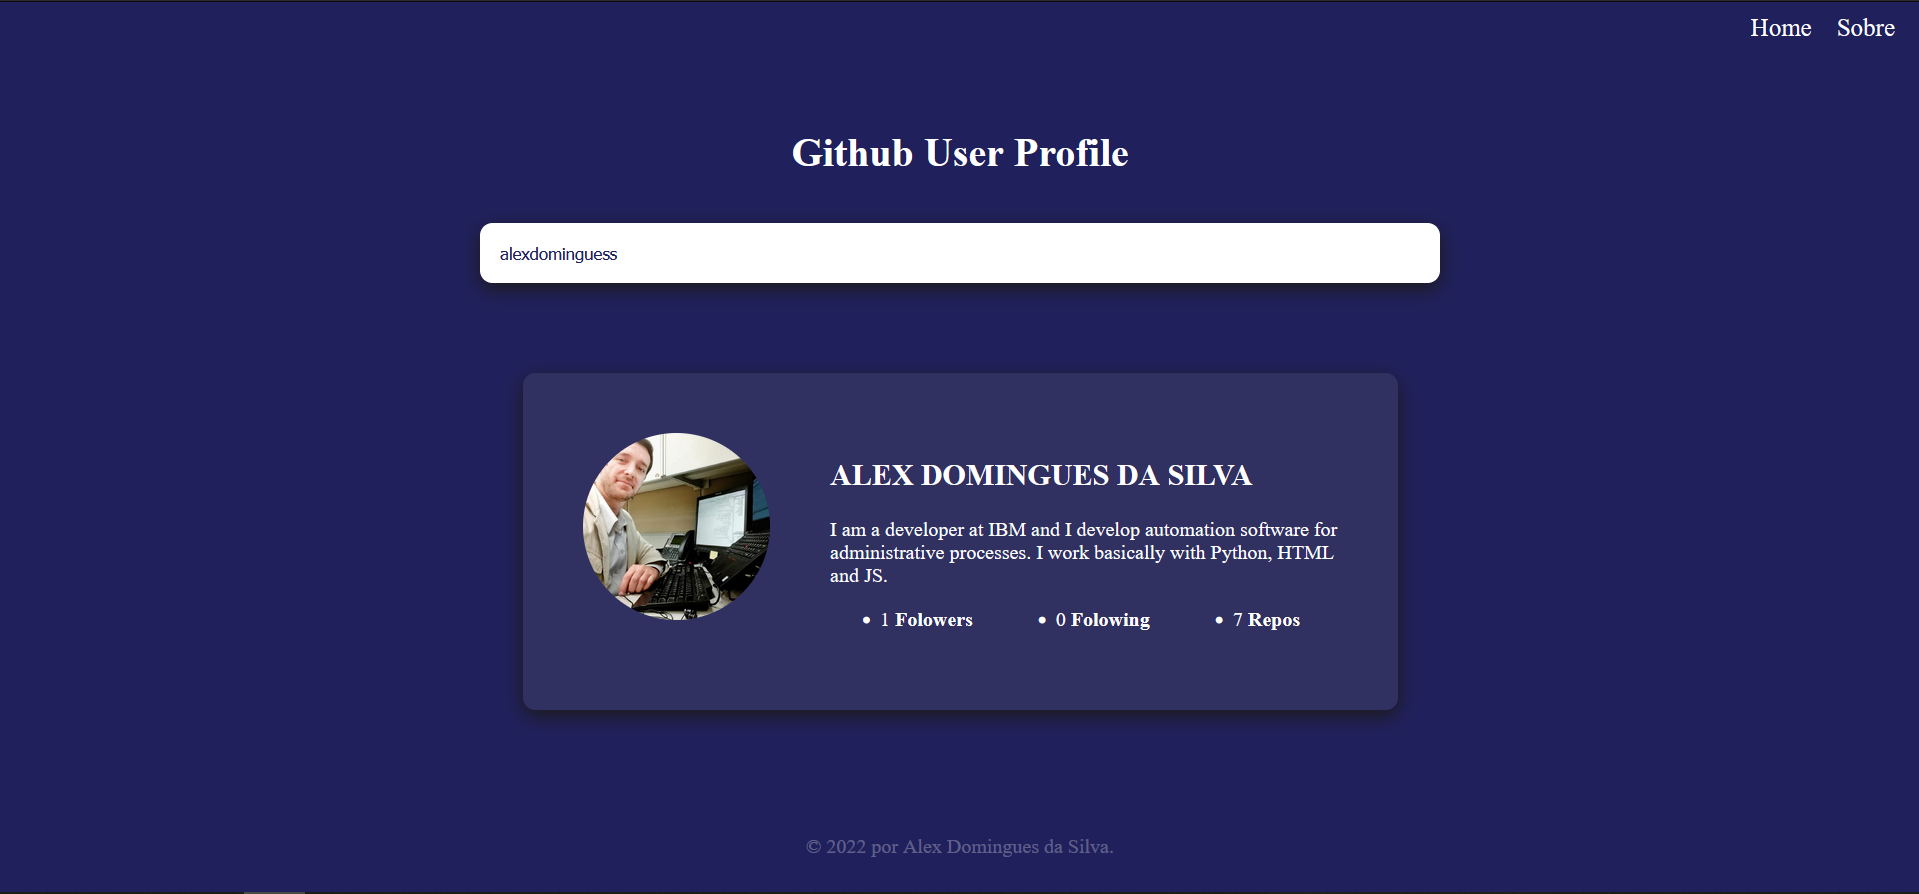 Home Sobre
Github User Profile
alexdominguess
ALEX DOMINGUES DA SILVA
I am a developer at IBM and I develop automation software for
administrative processes. I work basically with Python, HTML
and JS.
• 1 Folowers • 0 Folowing • 7 Repos
© 2022 por Alex Domingues da Silva.